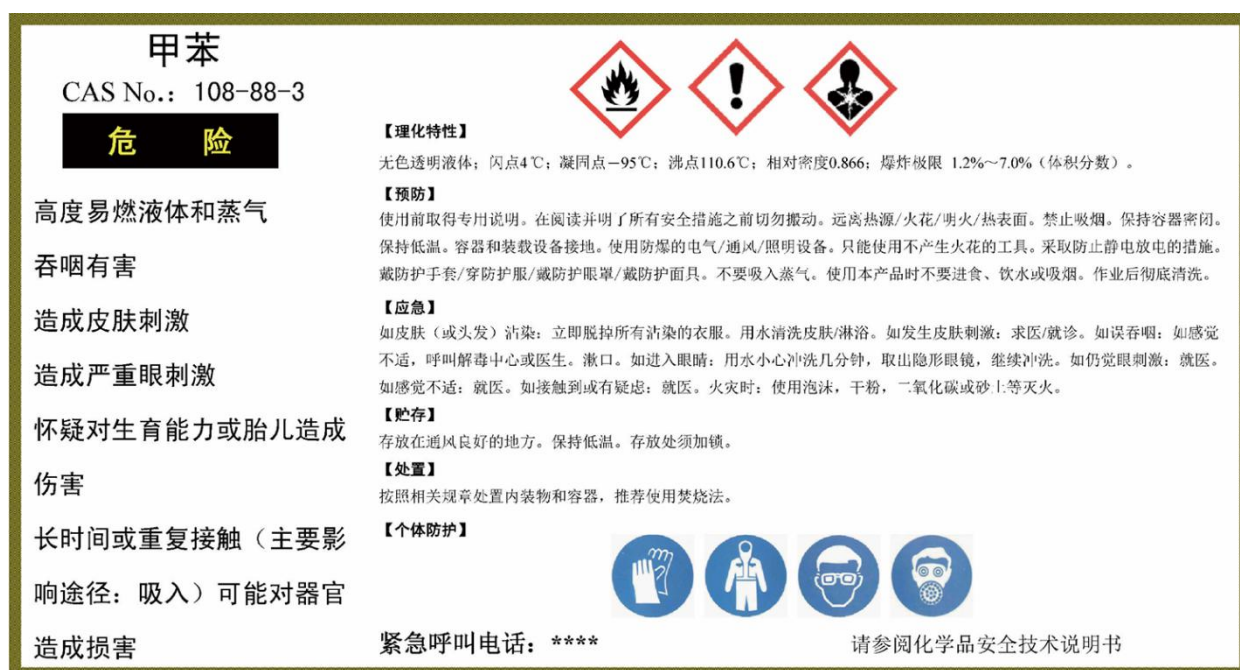 甲苯
CAS No.：108-88-3
危 险
高度易燃液体和蒸气
吞咽有害
造成皮肤刺激
造成严重眼刺激
怀疑对生育能力或胎儿造成
伤害
长时间或重复接触（主要影
响途径：吸入）可能对器官
造成损害
【理化特性】
无色透明液体；闪点4℃；凝固点－95℃；沸点110.6℃；相对密度0.866；爆炸极限 1.2%～7.0%（体积分数）。
【预防】
使用前取得专用说明。在阅读并明了所有安全措施之前切勿搬动。远离热源/火花/明火/热表面。禁止吸烟。保持容器密闭。
保持低温。容器和装载设备接地。使用防爆的电气/通风/照明设备。只能使用不产生火花的工具。采取防止静电放电的措施。
戴防护手套/穿防护服/戴防护眼罩/戴防护面具。不要吸入蒸气。使用本产品时不要进食、饮水或吸烟。作业后彻底清洗。
【应急】
如皮肤（或头发）沾染：立即脱掉所有沾染的衣服。用水清洗皮肤/淋浴。如发生皮肤刺激：求医/就诊。如误吞咽：如感觉
不适，呼叫解毒中心或医生。漱口。如进入眼睛：用水小心冲洗几分钟，取出隐形眼镜，继续冲洗。如仍觉眼刺激：就医。
如感觉不适：就医。如接触到或有疑虑：就医。火灾时：使用泡沫，干粉，二氧化碳或砂土等灭火。
【贮存】
存放在通风良好的地方。保持低温。存放处须加锁。
【处置】
按照相关规章处置内装物和容器，推荐使用焚烧法。
【个体防护】
紧急呼叫电话：****
请参阅化学品安全技术说明书